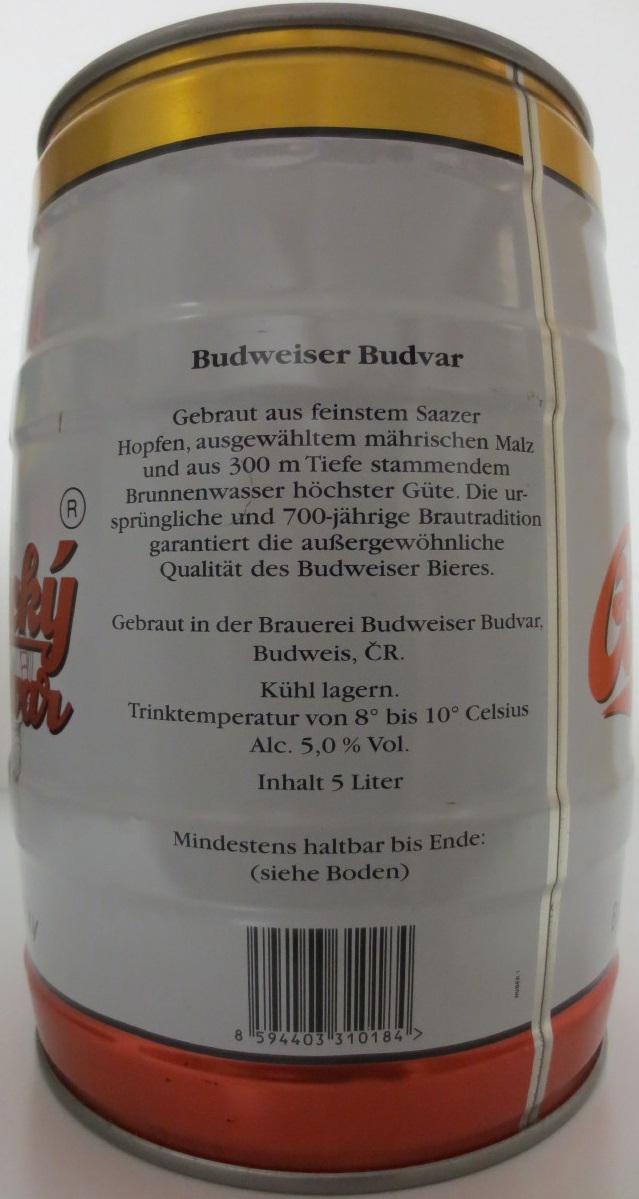 Budweiser Budvar
Gebraut aus feinstem Saazer
Hopfen, ausgewähltem mährischen Malz
und aus 300 m Tiefe stammendem
Brunnenwasser höchster Güte. Die ur-
sprüngliche und 700-jährige Brautradition
garantiert die außergewöhnliche
Qualität des Budweiser Bieres.
Gebraut in der Brauerei Budweiser Budvar,
Budweis, ČR.
Kühl lagern.
Trinktemperatur von 8° bis 10° Celsius
Alc. 5,0 % Vol.
Inhalt 5 Liter
Mindestens haltbar bis Ende:
(siehe Boden)
8 594403 310184 >
®